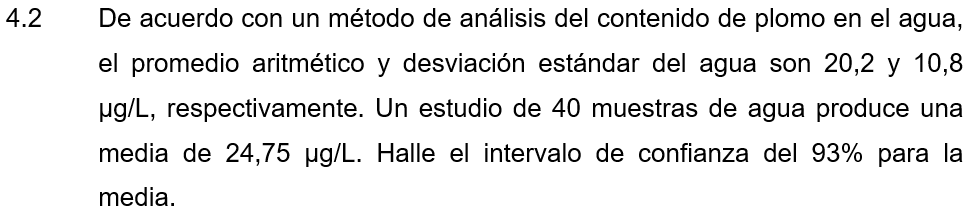 4.2 De acuerdo con un método de análisis del contenido de plomo en el agua,
el promedio aritmético y desviación estándar del agua son 20,2 y 10,8
µg/L, respectivamente. Un estudio de 40 muestras de agua produce una
media de 24,75 µg/L. Halle el intervalo de confianza del 93% para la
media.